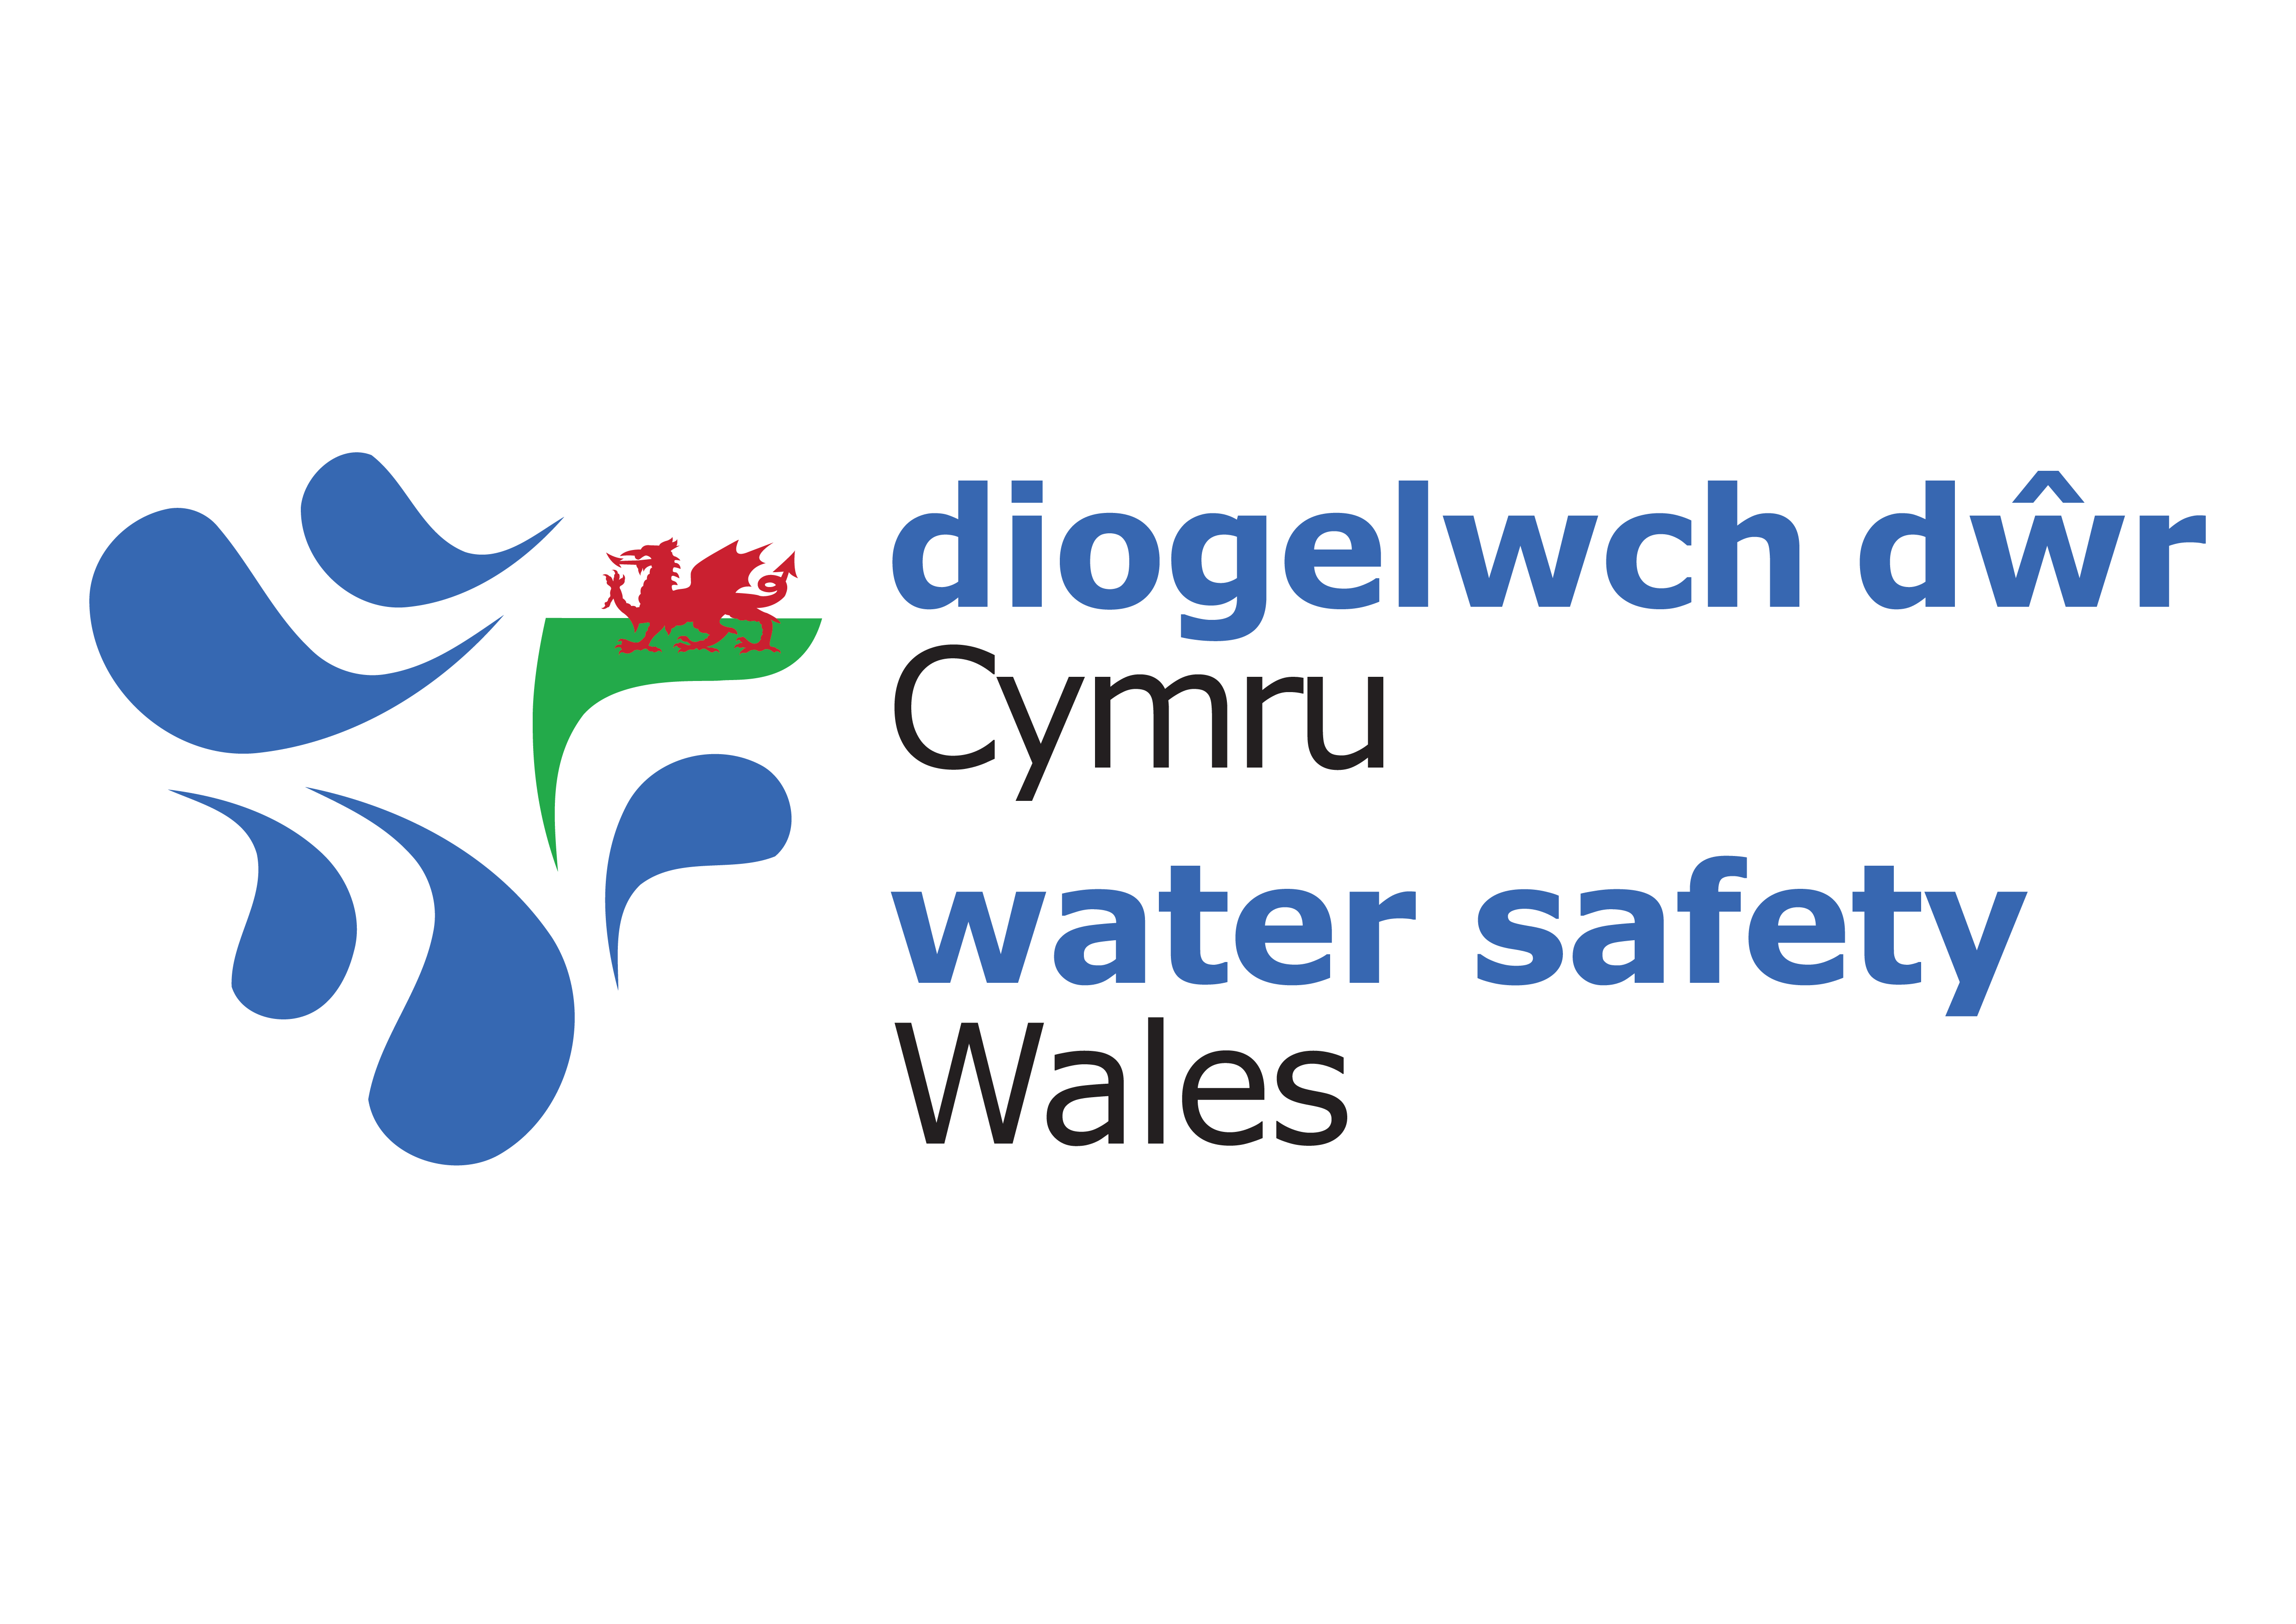 diogelwch dŵr
Cymru
water safety
Wales